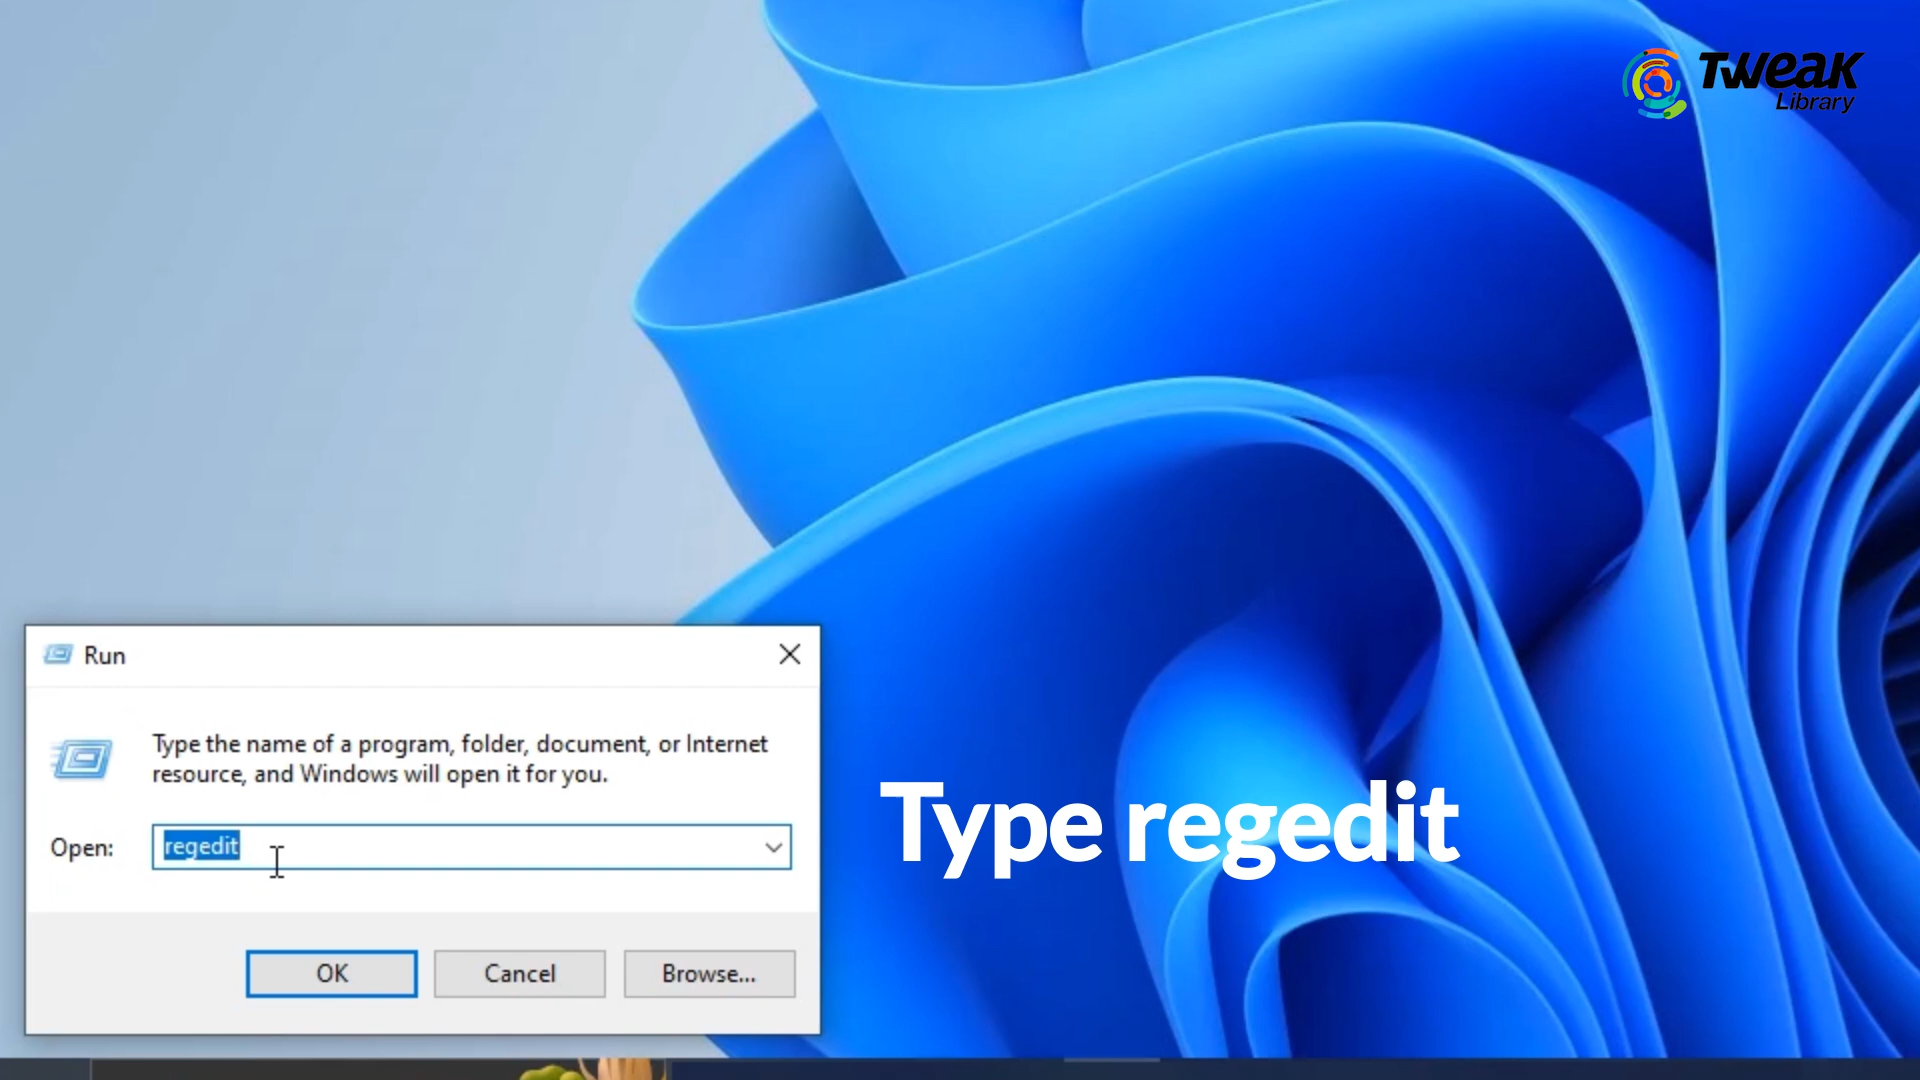 Tweak
Library
Run
Type the name of a program, folder, document, or Internet
resource, and Windows will open it for you.
Open: regedit
OK Cancel Browse...
Type regedit